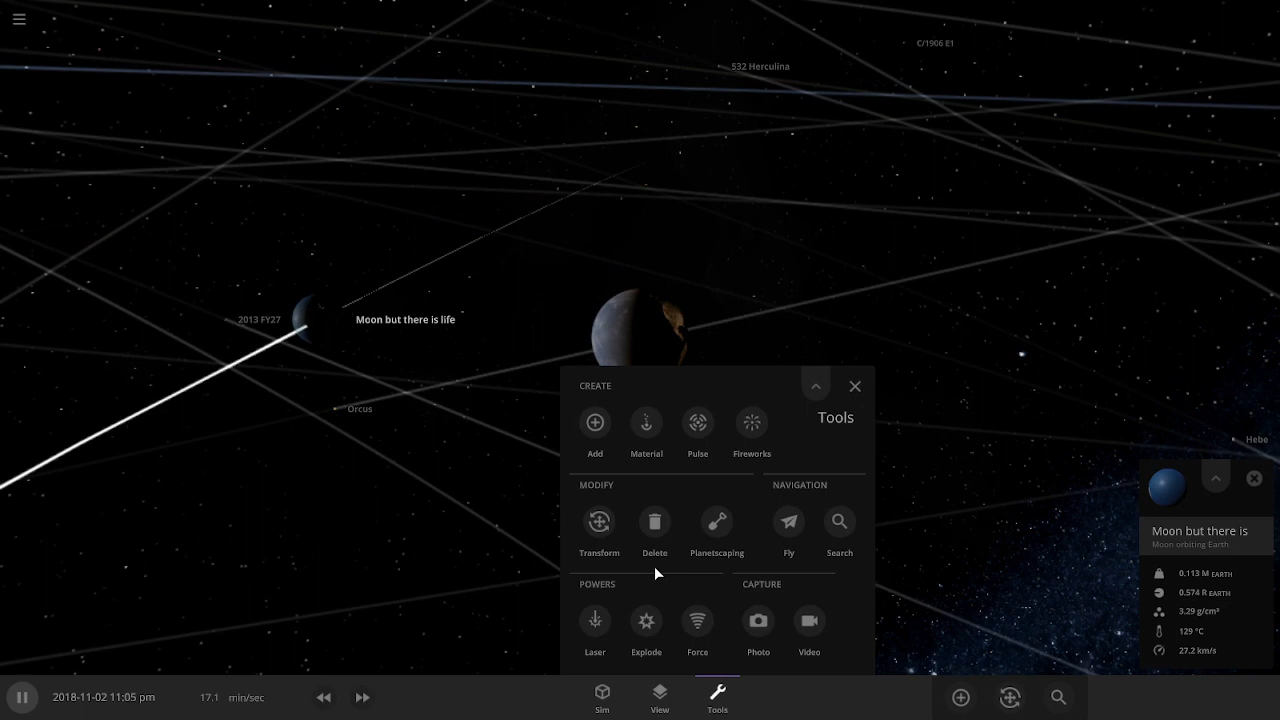 C/1906 E1
532 Herculina
2013 FY27
Moon but there is life
Orcus
Hebe
CREATE
Tools
Add
Material
Pulse
Fireworks
MODIFY
NAVIGATION
Transform
Delete
Planetscaping
Fly
Search
POWERS
CAPTURE
Laser
Explode
Force
Photo
Video
Moon but there is
Moon orbiting Earth
0.113 M EARTH
0.574 R EARTH
3.29 g/cm³
129 °C
27.2 km/s
2018-11-02 11:05 pm
17.1 min/sec
Sim
View
Tools